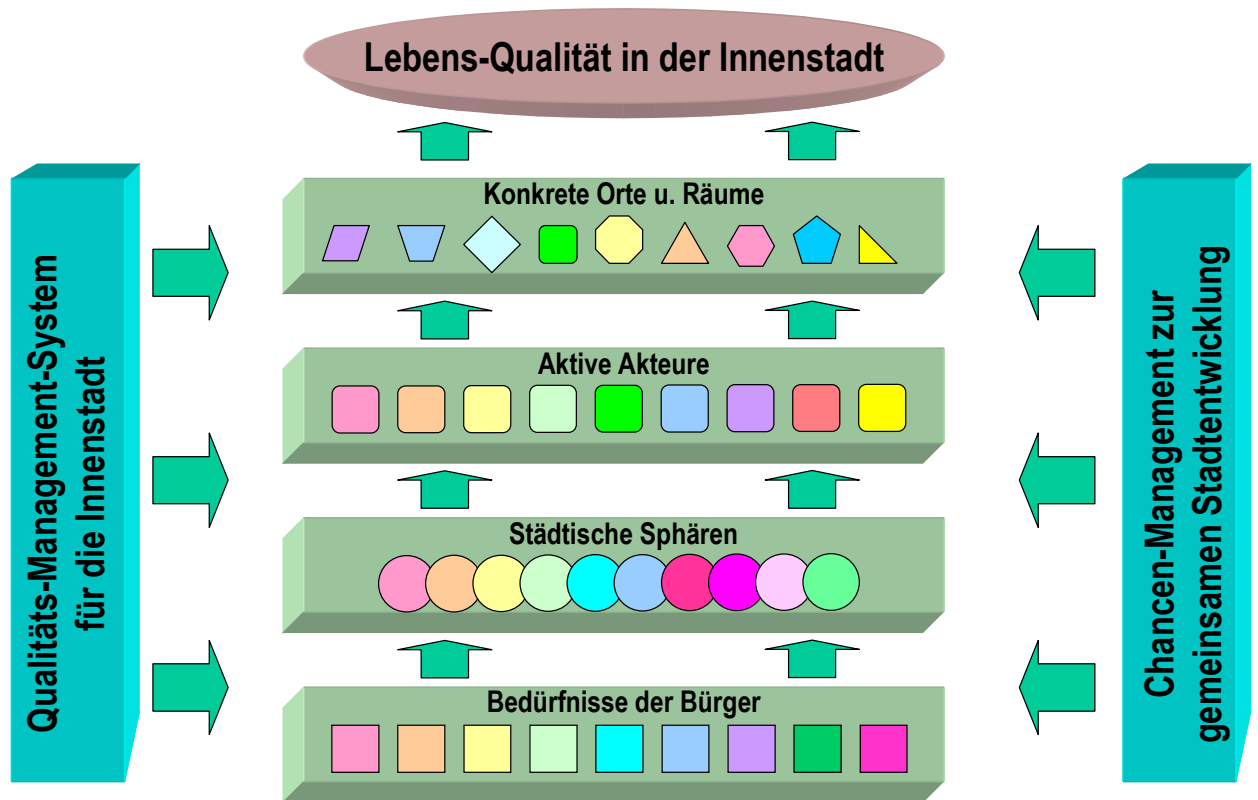 Lebens-Qualität in der Innenstadt
Konkrete Orte u. Räume
Aktive Akteure
Städtische Sphären
Bedürfnisse der Bürger
Qualitäts-Management-System
für die Innenstadt
Chancen-Management zur
gemeinsamen Stadtentwicklung